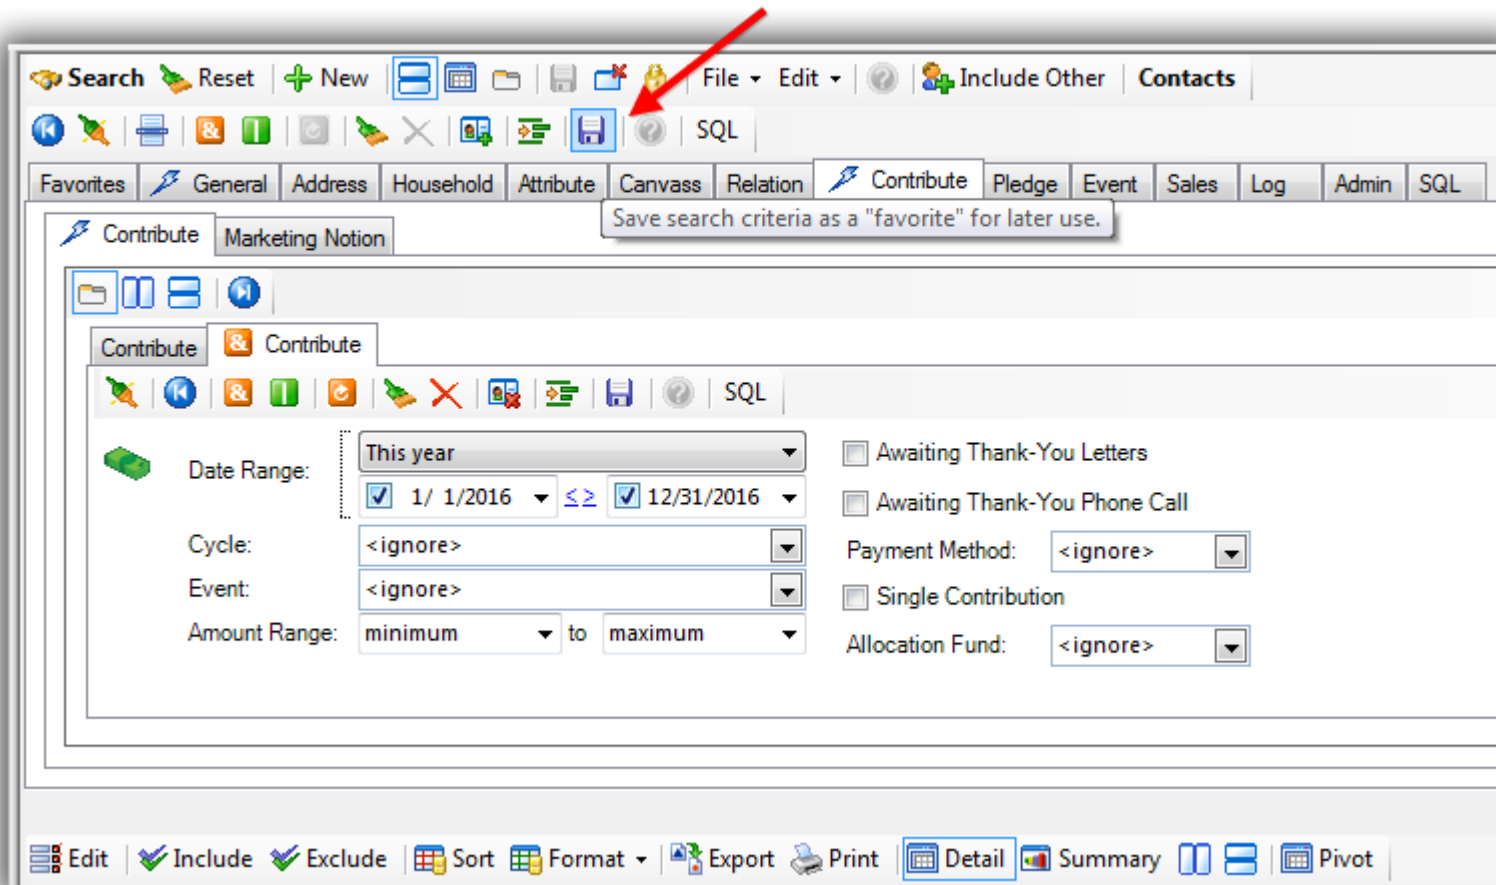 Search Reset New File Edit Include Other Contacts
SQL
Favorites General Address Household Attribute Canvass Relation Contribute Pledge Event Sales Log Admin SQL
Save search criteria as a "favorite" for later use.
Contribute Marketing Notion
Contribute & Contribute
& SQL
Date Range: This year Awaiting Thank-You Letters
1/ 1/2016 <> 12/31/2016 Awaiting Thank-You Phone Call
Cycle: <ignore> Payment Method: <ignore>
Event: <ignore> Single Contribution
Amount Range: minimum to maximum Allocation Fund: <ignore>
Edit Include Exclude Sort Format Export Print Detail Summary Pivot